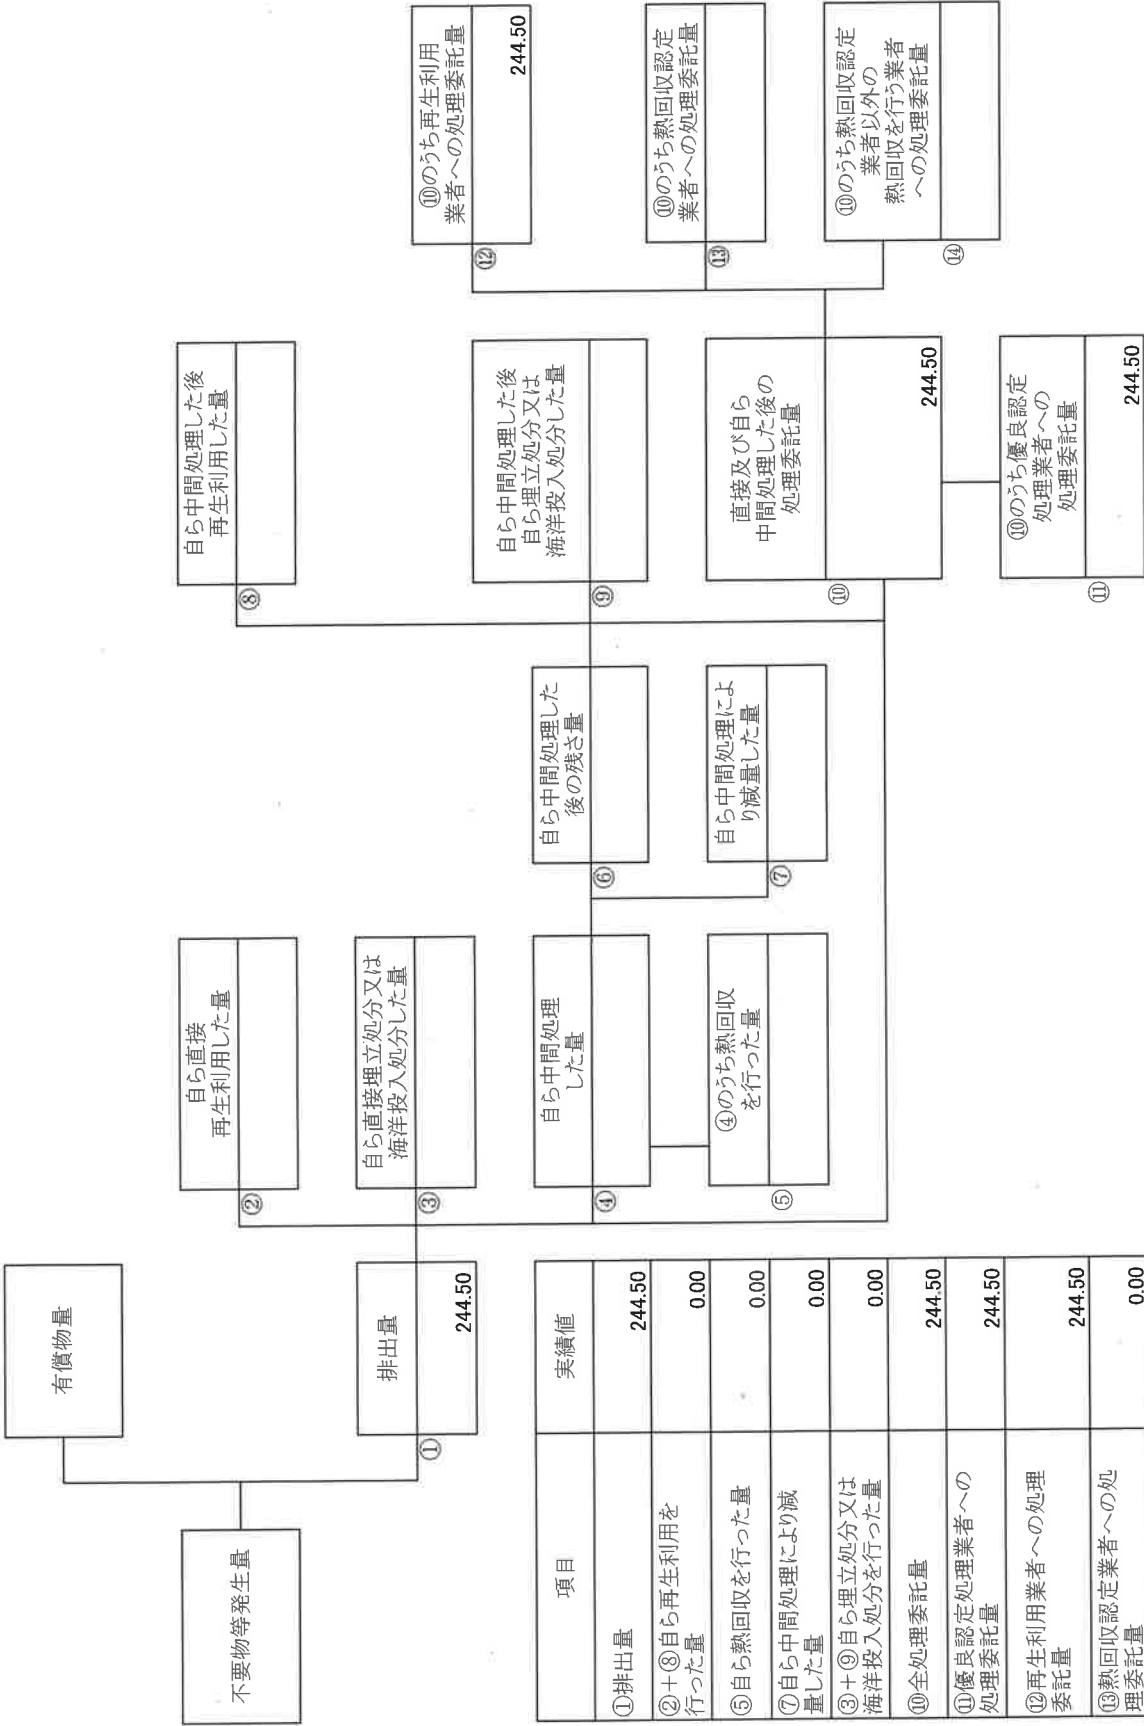 不要物等発生量
有償物量
排出量
①
244.50
自ら直接
再生利用した量
②
自ら直接埋立処分又は
海洋投入処分した量
③
自ら中間処理
した量
④
④のうち熱回収
を行った量
⑤
自ら中間処理した
後の残さ量
⑥
自ら中間処理によ
り減量した量
⑦
自ら中間処理した後
再生利用した量
⑧
自ら中間処理した後
自ら埋立処分又は
海洋投入処分した量
⑨
直接及び自ら
中間処理した後の
処理委託量
⑩
244.50
⑩のうち優良認定
処理業者への
処理委託量
⑪
244.50
⑩のうち再生利用
業者への処理委託量
⑫
244.50
⑩のうち熱回収認定
業者への処理委託量
⑬
⑩のうち熱回収認定
業者以外の
熱回収を行う業者
への処理委託量
⑭
項目 実績値
①排出量 244.50
②＋⑧自ら再生利用を
行った量 0.00
⑤自ら熱回収を行った量 0.00
⑦自ら中間処理により減
量した量 0.00
③＋⑨自ら埋立処分又は
海洋投入処分を行った量 0.00
⑩全処理委託量 244.50
⑪優良認定処理業者への
処理委託量 244.50
⑫再生利用業者への処理
委託量 244.50
⑬熱回収認定業者への処
理委託量 0.00